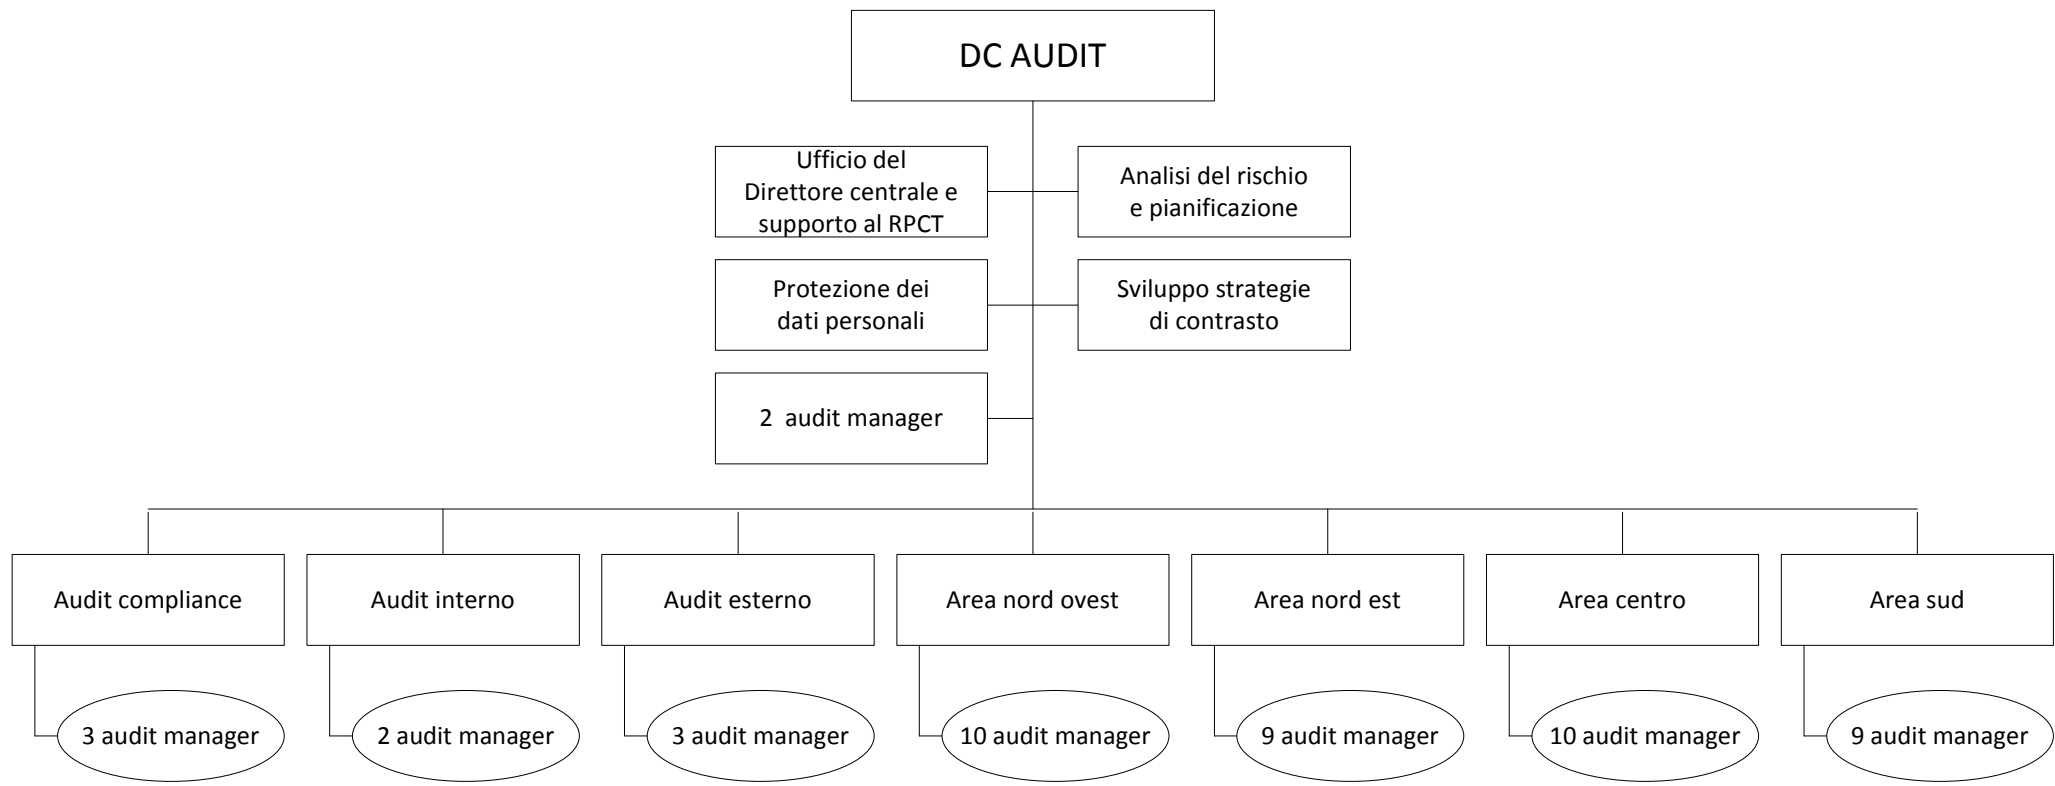 DC AUDIT
Ufficio del
Direttore centrale e
supporto al RPCT
Analisi del rischio
e pianificazione
Protezione dei
dati personali
Sviluppo strategie
di contrasto
2  audit manager
Audit compliance
Audit interno
Audit esterno
Area nord ovest
Area nord est
Area centro
Area sud
3 audit manager
2 audit manager
3 audit manager
10 audit manager
9 audit manager
10 audit manager
9 audit manager